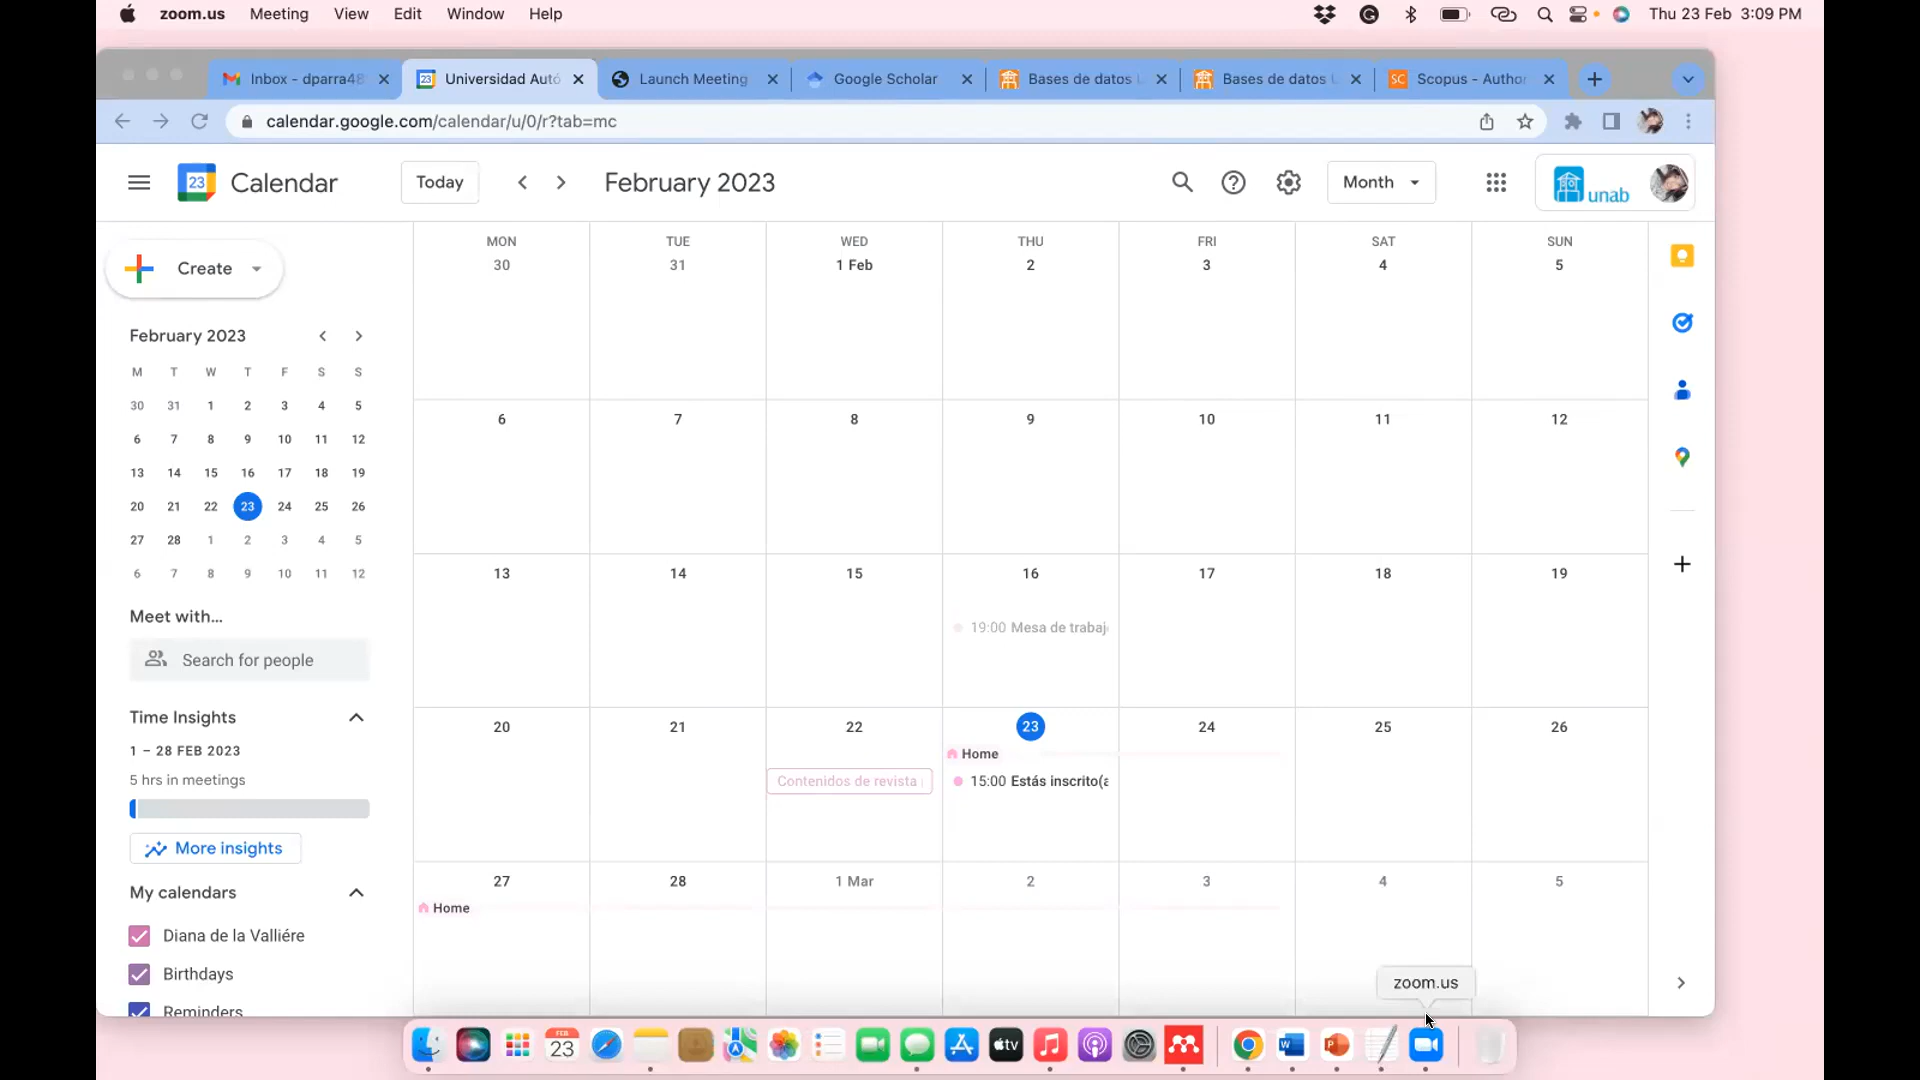 zoom.us Meeting View Edit Window Help Thu 23 Feb 3:09 PM
Inbox - dparra48 Universidad Autó Launch Meeting Google Scholar Bases de datos U Bases de datos U Scopus - Author
calendar.google.com/calendar/u/0/r?tab=mc
23 Calendar Today February 2023 Month unab
Create
February 2023
M T W T F S S
30 31 1 2 3 4 5
6 7 8 9 10 11 12
13 14 15 16 17 18 19
20 21 22 23 24 25 26
27 28 1 2 3 4 5
6 7 8 9 10 11 12
Meet with...
Search for people
Time Insights
1 – 28 FEB 2023
5 hrs in meetings
More insights
My calendars
Diana de la Valliére
Birthdays
Reminders
MON TUE WED THU FRI SAT SUN
30 31 1 Feb 2 3 4 5
6 7 8 9 10 11 12
13 14 15 16 17 18 19
19:00 Mesa de trabaj
20 21 22 23 24 25 26
Home
Contenidos de revista 15:00 Estás inscrito(a
27 28 1 Mar 2 3 4 5
Home
zoom.us
FEB
23
tv
W
P